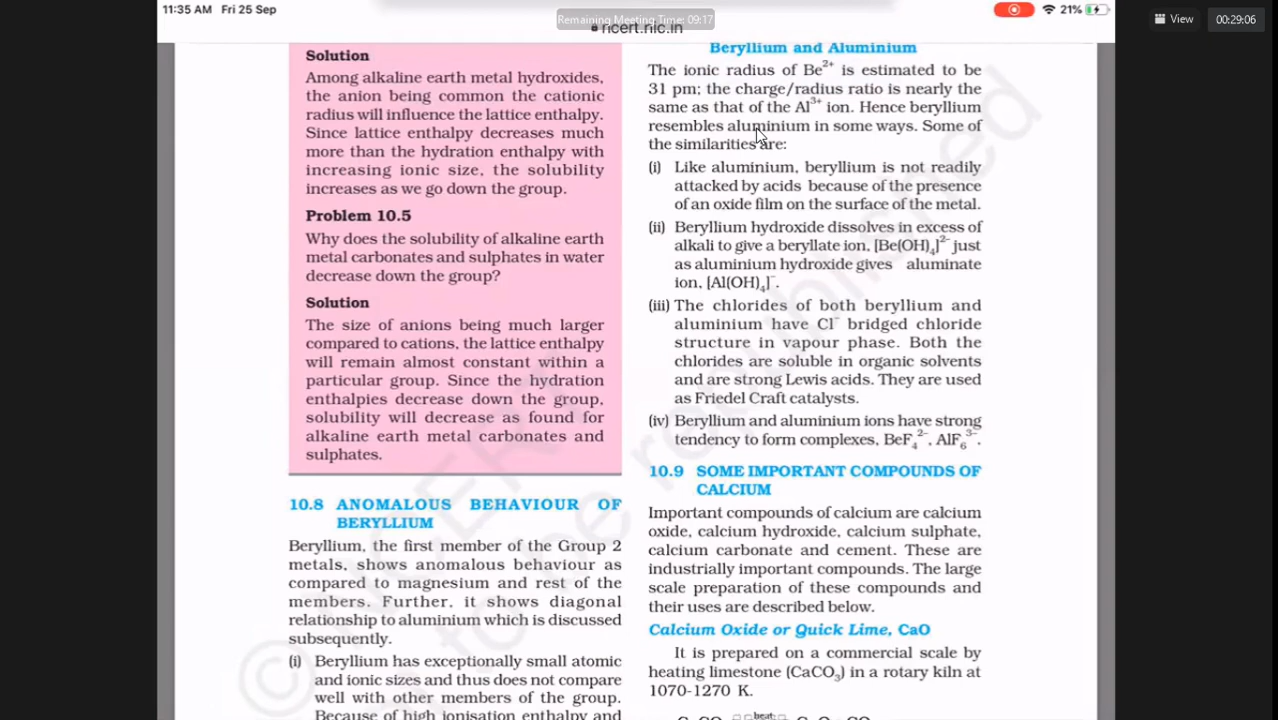 11:35 AM Fri 25 Sep
Remaining Meeting Time: 09:17
ncert.nic.in
21%
View
00:29:06
Solution
Among alkaline earth metal hydroxides,
the anion being common the cationic
radius will influence the lattice enthalpy.
Since lattice enthalpy decreases much
more than the hydration enthalpy with
increasing ionic size, the solubility
increases as we go down the group.
Problem 10.5
Why does the solubility of alkaline earth
metal carbonates and sulphates in water
decrease down the group?
Solution
The size of anions being much larger
compared to cations, the lattice enthalpy
will remain almost constant within a
particular group. Since the hydration
enthalpies decrease down the group,
solubility will decrease as found for
alkaline earth metal carbonates and
sulphates.
10.8 ANOMALOUS BEHAVIOUR OF
BERYLLIUM
Beryllium, the first member of the Group 2
metals, shows anomalous behaviour as
compared to magnesium and rest of the
members. Further, it shows diagonal
relationship to aluminium which is discussed
subsequently.
(i) Beryllium has exceptionally small atomic
and ionic sizes and thus does not compare
well with other members of the group.
Because of high ionisation enthalpy and
Beryllium and Aluminium
The ionic radius of Be²⁺ is estimated to be
31 pm; the charge/radius ratio is nearly the
same as that of the Al³⁺ ion. Hence beryllium
resembles aluminium in some ways. Some of
the similarities are:
(i) Like aluminium, beryllium is not readily
attacked by acids because of the presence
of an oxide film on the surface of the metal.
(ii) Beryllium hydroxide dissolves in excess of
alkali to give a beryllate ion, [Be(OH)₄]²⁻ just
as aluminium hydroxide gives aluminate
ion, [Al(OH)₄]⁻.
(iii) The chlorides of both beryllium and
aluminium have Cl⁻ bridged chloride
structure in vapour phase. Both the
chlorides are soluble in organic solvents
and are strong Lewis acids. They are used
as Friedel Craft catalysts.
(iv) Beryllium and aluminium ions have strong
tendency to form complexes, BeF₄²⁻, AlF₆³⁻.
10.9 SOME IMPORTANT COMPOUNDS OF
CALCIUM
Important compounds of calcium are calcium
oxide, calcium hydroxide, calcium sulphate,
calcium carbonate and cement. These are
industrially important compounds. The large
scale preparation of these compounds and
their uses are described below.
Calcium Oxide or Quick Lime, CaO
It is prepared on a commercial scale by
heating limestone (CaCO₃) in a rotary kiln at
1070-1270 K.
heat
© NCERT
to be republished